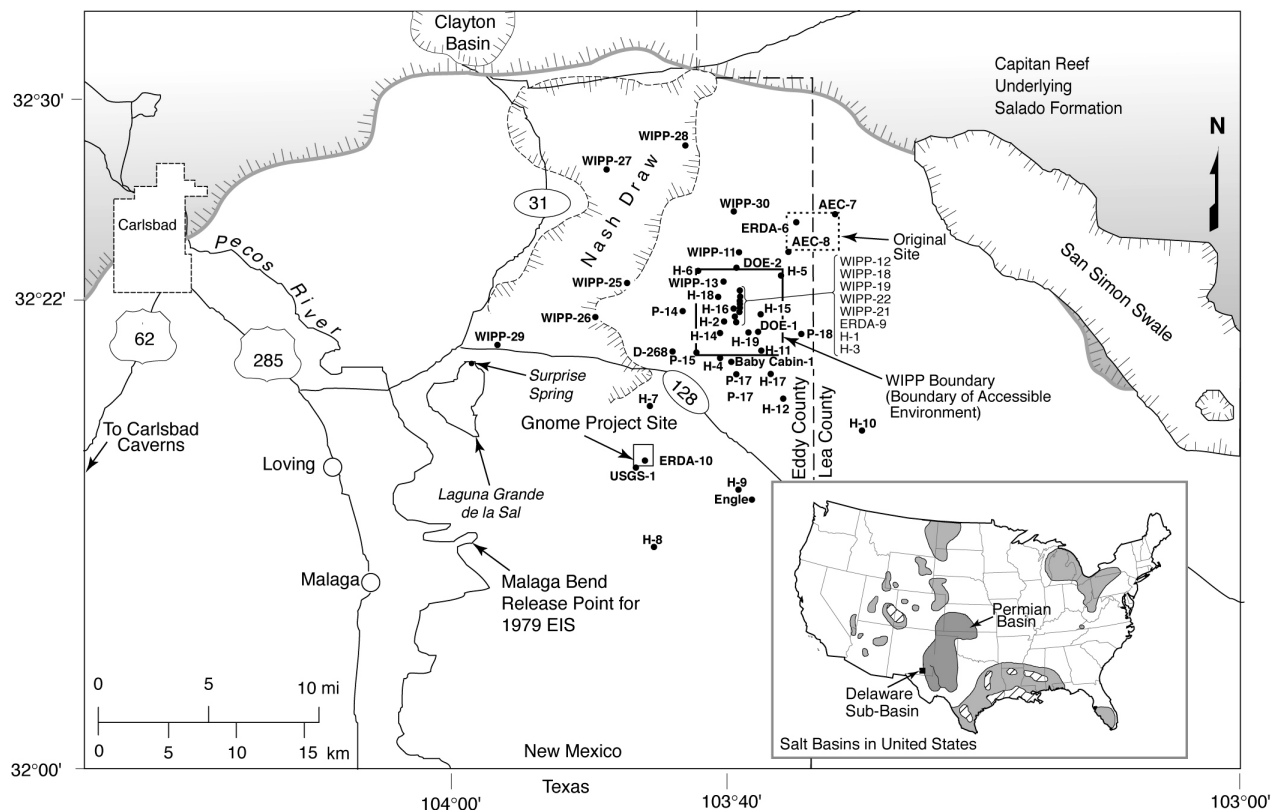 Clayton
Basin
Capitan Reef
Underlying
Salado Formation
32°30'
N
WIPP-28
WIPP-27
31
Nash Draw
WIPP-30
AEC-7
ERDA-6
Carlsbad
AEC-8
Original
Site
Pecos
River
WIPP-11
San Simon
Swale
DOE-2
H-6
H-5
WIPP-12
WIPP-18
WIPP-19
WIPP-22
WIPP-21
ERDA-9
H-1
H-3
WIPP-25
WIPP-13
H-18
32°22'
P-14
H-16
H-15
WIPP-26
H-2
DOE-1
P-18
62
285
WIPP-29
H-14
H-19
D-268
P-15
H-11
H-4
Baby Cabin-1
Surprise
Spring
128
P-17
H-17
WIPP Boundary
(Boundary of Accessible
Environment)
P-17
H-7
H-12
Eddy County
Lea County
H-10
Gnome Project Site
To Carlsbad
Caverns
Loving
ERDA-10
USGS-1
H-9
Engle
Laguna Grande
de la Sal
H-8
Malaga
Malaga Bend
Release Point for
1979 EIS
Permian
Basin
Delaware
Sub-Basin
Salt Basins in United States
0 5 10 mi
0 5 10 15 km
New Mexico
Texas
32°00'
104°00'
103°40'
103°00'